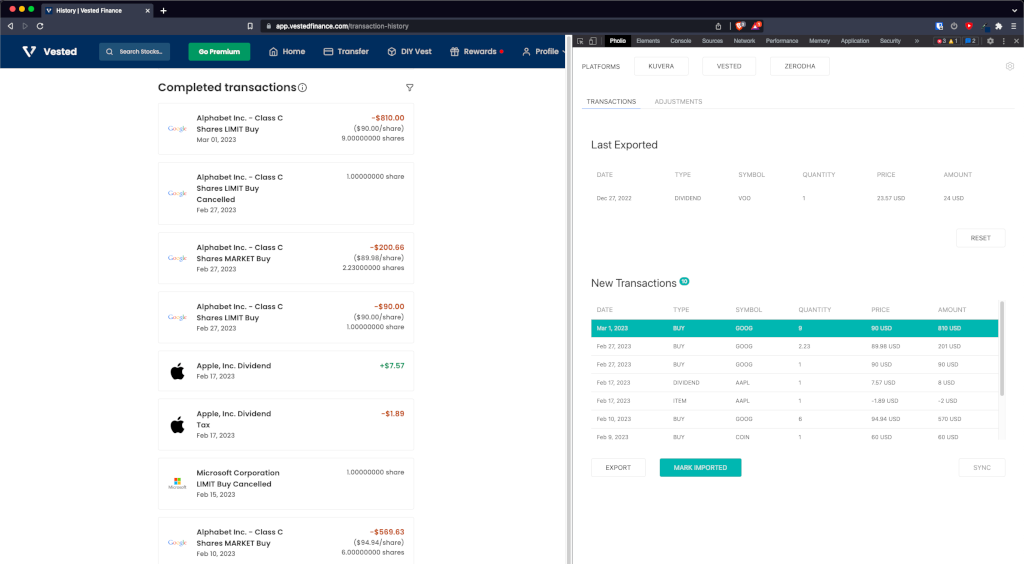 History | Vested Finance
app.vestedfinance.com/transaction-history
Vested
Search Stocks..
Go Premium
Home
Transfer
DIY Vest
Rewards
Profile
Completed transactions
Google
Alphabet Inc. - Class C
Shares LIMIT Buy
Mar 01, 2023
-$810.00
($90.00/share)
9.00000000 shares
Google
Alphabet Inc. - Class C
Shares LIMIT Buy
Cancelled
Feb 27, 2023
1.00000000 share
Google
Alphabet Inc. - Class C
Shares MARKET Buy
Feb 27, 2023
-$200.66
($89.98/share)
2.23000000 shares
Google
Alphabet Inc. - Class C
Shares LIMIT Buy
Feb 27, 2023
-$90.00
($90.00/share)
1.00000000 share
Apple, Inc. Dividend
Feb 17, 2023
+$7.57
Apple, Inc. Dividend
Tax
Feb 17, 2023
-$1.89
Microsoft
Microsoft Corporation
LIMIT Buy Cancelled
Feb 15, 2023
1.00000000 share
Google
Alphabet Inc. - Class C
Shares MARKET Buy
Feb 10, 2023
-$569.63
($94.94/share)
6.00000000 shares
Pholio Elements Console Sources Network Performance Memory Application Security » 3 1 2
PLATFORMS KUVERA VESTED ZERODHA
TRANSACTIONS ADJUSTMENTS
Last Exported
DATE TYPE SYMBOL QUANTITY PRICE AMOUNT
Dec 27, 2022 DIVIDEND VOO 1 23.57 USD 24 USD
RESET
New Transactions 10
DATE TYPE SYMBOL QUANTITY PRICE AMOUNT
Mar 1, 2023 BUY GOOG 9 90 USD 810 USD
Feb 27, 2023 BUY GOOG 2.23 89.98 USD 201 USD
Feb 27, 2023 BUY GOOG 1 90 USD 90 USD
Feb 17, 2023 DIVIDEND AAPL 1 7.57 USD 8 USD
Feb 17, 2023 ITEM AAPL 1 -1.89 USD -2 USD
Feb 10, 2023 BUY GOOG 6 94.94 USD 570 USD
Feb 9, 2023 BUY COIN 1 60 USD 60 USD
EXPORT MARK IMPORTED SYNC